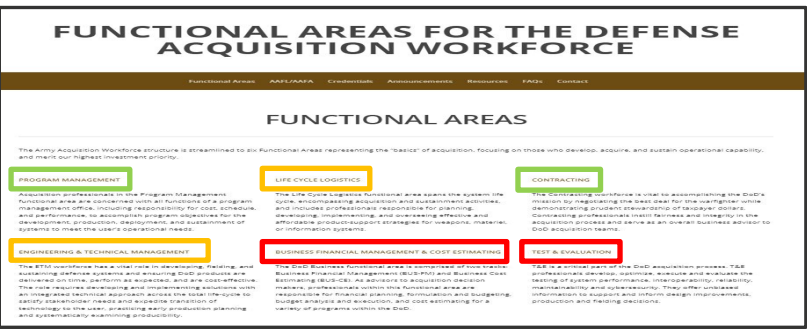 FUNCTIONAL AREAS FOR THE DEFENSE
ACQUISITION WORKFORCE
Functional Areas AAFL/AAFA Credentials Announcements Resources FAQs Contact
FUNCTIONAL AREAS
The Army Acquisition Workforce structure is streamlined to six Functional Areas representing the "basics" of acquisition, focusing on those who develop, acquire, and sustain operational capability,
and merit our highest investment priority.
PROGRAM MANAGEMENT
Acquisition professionals in the Program Management
functional area are concerned with all functions of a program
management office, including responsibility for cost, schedule,
and performance, to accomplish program objectives for the
development, production, deployment, and sustainment of
systems to meet the user's operational needs.
LIFE CYCLE LOGISTICS
The Life Cycle Logistics functional area spans the system life
cycle, encompassing acquisition and sustainment activities,
and includes professionals responsible for planning,
developing, implementing, and overseeing effective and
affordable product-support strategies for weapons, materiel,
or information systems.
CONTRACTING
The Contracting workforce is vital to accomplishing the DoD's
mission by negotiating the best deal for the warfighter while
demonstrating prudent stewardship of taxpayer dollars.
Contracting professionals instill fairness and integrity in the
acquisition process and serve as an overall business advisor to
DoD acquisition teams.
ENGINEERING & TECHNICAL MANAGEMENT
The ETM workforce has a vital role in developing, fielding, and
sustaining defense systems and ensuring DoD products are
delivered on time, perform as expected, and are cost-effective.
The role requires developing and implementing solutions with
an integrated technical approach across the total life-cycle to
satisfy stakeholder needs and expedite transition of
technology to the user, practicing early production planning
and systematically examining producibility.
BUSINESS FINANCIAL MANAGEMENT & COST ESTIMATING
The DoD Business functional area is comprised of two tracks:
Business Financial Management (BUS-FM) and Business Cost
Estimating (BUS-CE). As advisors to acquisition decision
makers, professionals within this functional area are
responsible for financial planning, formulation and budgeting,
budget analysis and execution, and cost estimating for a
variety of programs within the DoD.
TEST & EVALUATION
T&E is a critical part of the DoD acquisition process. T&E
professionals develop, optimize, execute and evaluate the
testing of system performance, interoperability, reliability,
maintainability and cybersecurity. They offer unbiased
information to support and inform design improvements,
production and fielding decisions.